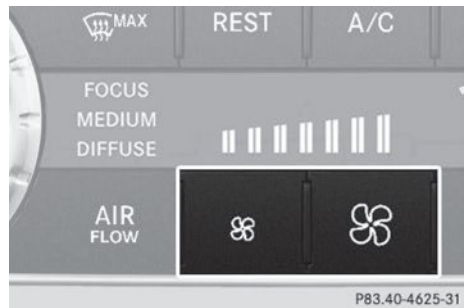 MAX REST A/C
FOCUS
MEDIUM
DIFFUSE
AIR
FLOW
P83.40-4625-31